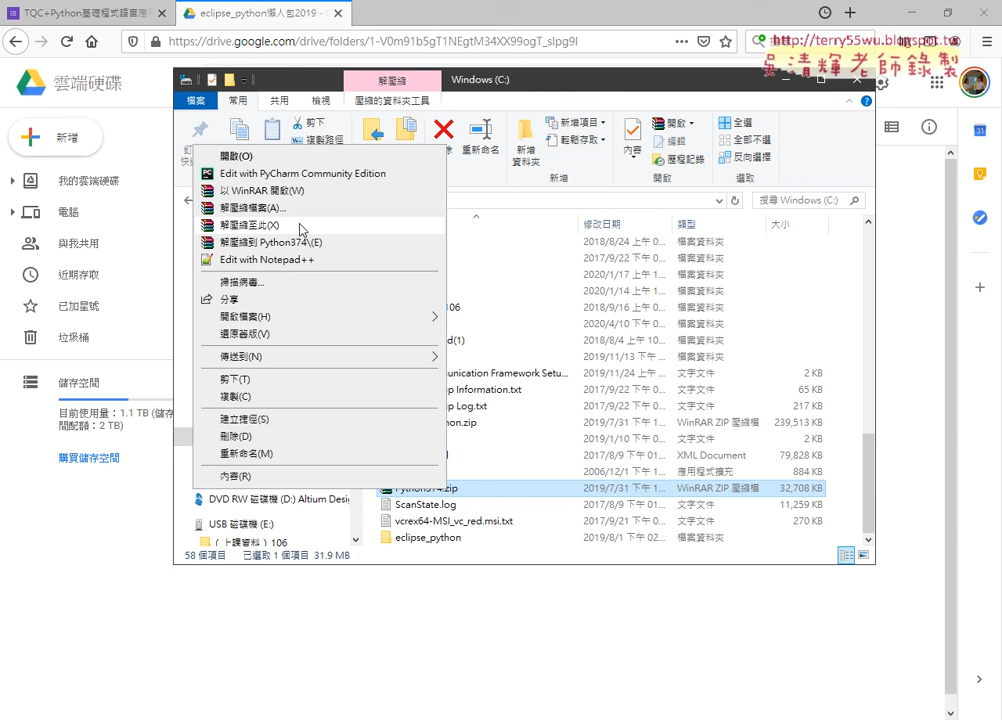 TQC+Python基礎程式語言應
eclipse_python懶人包2019 -
https://drive.google.com/drive/folders/1-V0m91b5gT1NEgtM34XX99ogT_sIpg9l
http://terry55wu.blogspot.tw
吳清輝老師錄製
雲端硬碟
新增
我的雲端硬碟
電腦
與我共用
近期存取
已加星號
垃圾桶
儲存空間
目前使用量：1.1 TB (儲存
間配額：2 TB)
購買儲存空間
解壓縮
Windows (C:)
檔案
常用
共用
檢視
壓縮的資料夾工具
剪下
複製路徑
重新命名
新增
資料夾
新增項目
輕鬆存取
新增
內容
開啟
編輯
歷程記錄
開啟
全選
全部不選
反向選擇
選取
搜尋 Windows (C:)
開啟(O)
Edit with PyCharm Community Edition
以 WinRAR 開啟(W)
解壓縮檔案(A)...
解壓縮至此(X)
解壓縮到 Python374\(E)
Edit with Notepad++
掃描病毒...
分享
開啟檔案(H)
還原舊版(V)
傳送到(N)
剪下(T)
複製(C)
建立捷徑(S)
刪除(D)
重新命名(M)
內容(R)
修改日期 類型 大小
2018/8/24 上午 0... 檔案資料夾
2017/9/22 下午 0... 檔案資料夾
2020/1/17 上午 1... 檔案資料夾
2020/1/14 上午 1... 檔案資料夾
106 2018/9/16 上午 0... 檔案資料夾
2020/4/10 下午 0... 檔案資料夾
d(1) 2018/8/4 上午 10... 檔案資料夾
2019/11/13 下午... 檔案資料夾
unication Framework Setu... 2019/11/24 上午... 文字文件 2 KB
up Information.txt 2017/9/22 下午 0... 文字文件 65 KB
up Log.txt 2017/9/22 下午 0... 文字文件 217 KB
on.zip 2019/7/31 下午 1... WinRAR ZIP 壓縮檔 239,513 KB
2019/1/10 下午 0... 文字文件 2 KB
2017/8/9 下午 01... XML Document 79,828 KB
2006/12/1 下午 1... 應用程式擴充 884 KB
Python374.zip 2019/7/31 下午 1... WinRAR ZIP 壓縮檔 32,708 KB
ScanState.log 2017/8/9 下午 01... 文字文件 11,259 KB
vcrex64-MSI_vc_red.msi.txt 2017/9/21 下午 0... 文字文件 270 KB
eclipse_python 2019/8/1 下午 02... 檔案資料夾
DVD RW 磁碟機 (D:) Altium Desi
USB 磁碟機 (E:)
( 上課資料 ) 106
58 個項目 已選取 1 個項目 31.9 MB